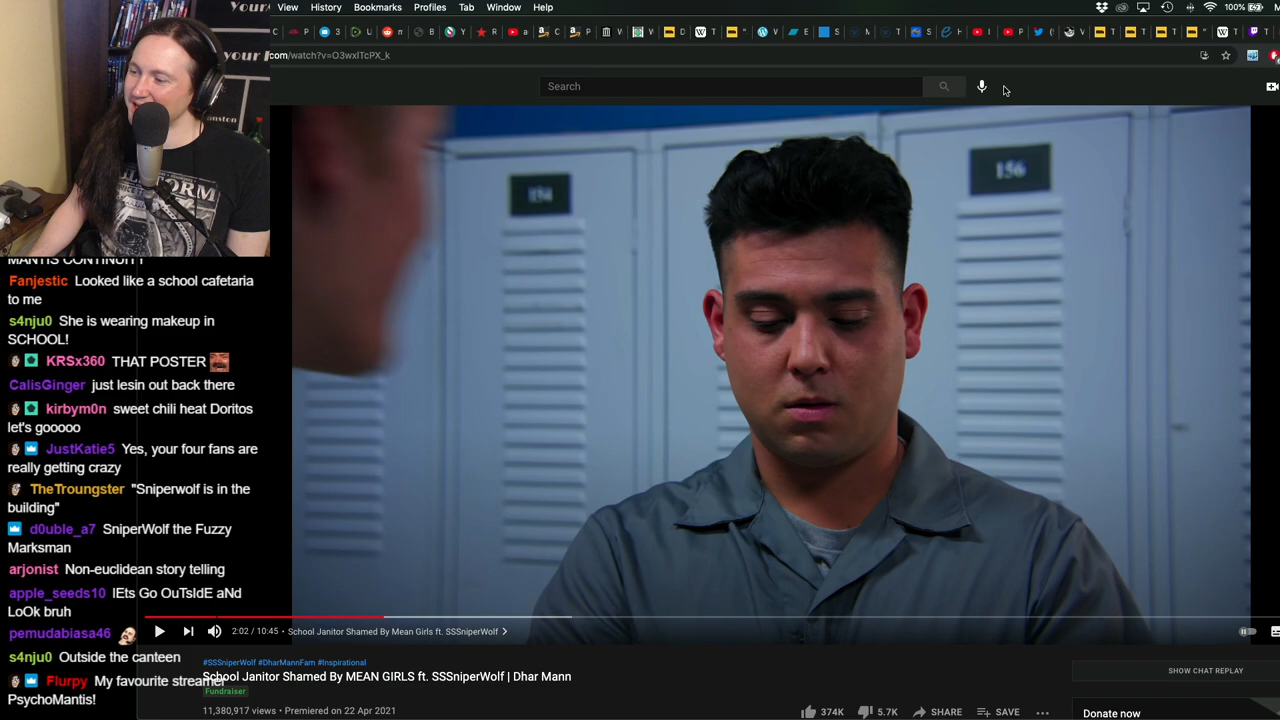 View History Bookmarks Profiles Tab Window Help
100%
com/watch?v=O3wxlTcPX_k
Search
154
156
MANTIS CONTINUITY
Fanjestic Looked like a school cafetaria
to me
s4nju0 She is wearing makeup in
SCHOOL!
KRSx360 THAT POSTER
CalisGinger just lesin out back there
kirbym0n sweet chili heat Doritos
let's gooooo
JustKatie5 Yes, your four fans are
really getting crazy
TheTroungster "Sniperwolf is in the
building"
d0uble_a7 SniperWolf the Fuzzy
Marksman
arjonist Non-euclidean story telling
apple_seeds10 lEts Go OuTsIdE aNd
LoOk bruh
pemudabiasa46
s4nju0 Outside the canteen
Flurpy My favourite streamer
PsychoMantis!
2:02 / 10:45 • School Janitor Shamed By Mean Girls ft. SSSniperWolf
#SSSniperWolf #DharMannFam #Inspirational
School Janitor Shamed By MEAN GIRLS ft. SSSniperWolf | Dhar Mann
Fundraiser
11,380,917 views • Premiered on 22 Apr 2021
374K 5.7K SHARE SAVE
SHOW CHAT REPLAY
Donate now